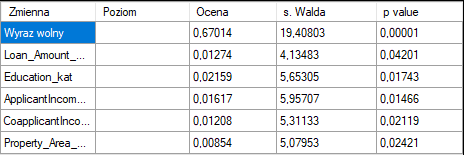 Zmienna Poziom Ocena s. Walda p value
Wyraz wolny 0,67014 19,40803 0,00001
Loan_Amount_... 0,01274 4,13483 0,04201
Education_kat 0,02159 5,65305 0,01743
ApplicantIncom... 0,01617 5,95707 0,01466
CoapplicantInco... 0,01208 5,31133 0,02119
Property_Area_... 0,00854 5,07953 0,02421